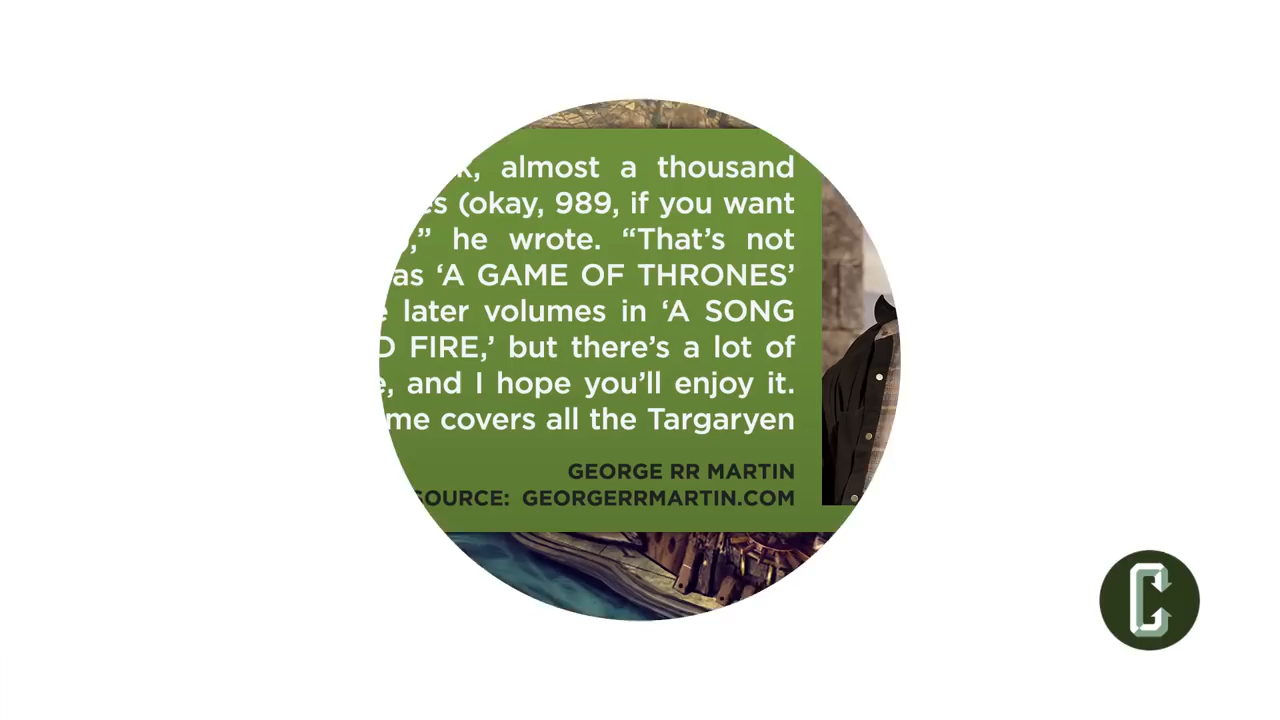 almost a thousand
(okay, 989, if you want
he wrote. “That’s not
as ‘A GAME OF THRONES’
later volumes in ‘A SONG
FIRE,’ but there’s a lot of
and I hope you’ll enjoy it.
covers all the Targaryen
GEORGE RR MARTIN
SOURCE: GEORGERRMARTIN.COM